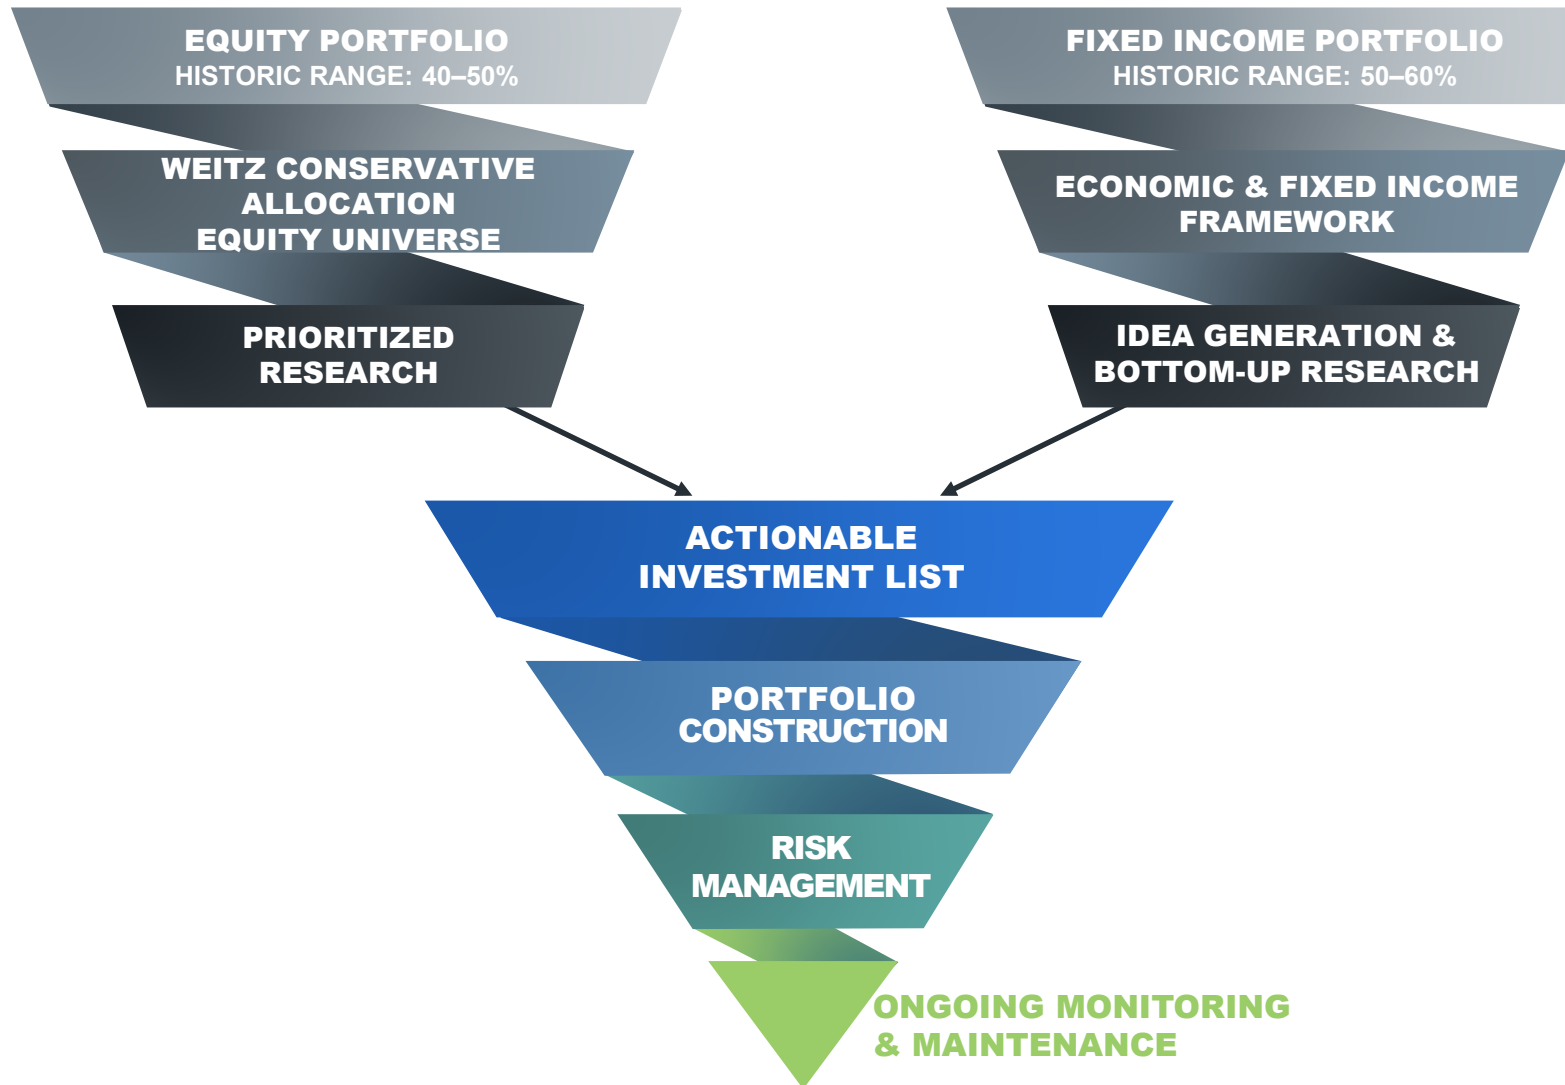 EQUITY PORTFOLIO
HISTORIC RANGE: 40–50%
WEITZ CONSERVATIVE
ALLOCATION
EQUITY UNIVERSE
PRIORITIZED
RESEARCH
FIXED INCOME PORTFOLIO
HISTORIC RANGE: 50–60%
ECONOMIC & FIXED INCOME
FRAMEWORK
IDEA GENERATION &
BOTTOM-UP RESEARCH
ACTIONABLE
INVESTMENT LIST
PORTFOLIO
CONSTRUCTION
RISK
MANAGEMENT
ONGOING MONITORING
& MAINTENANCE